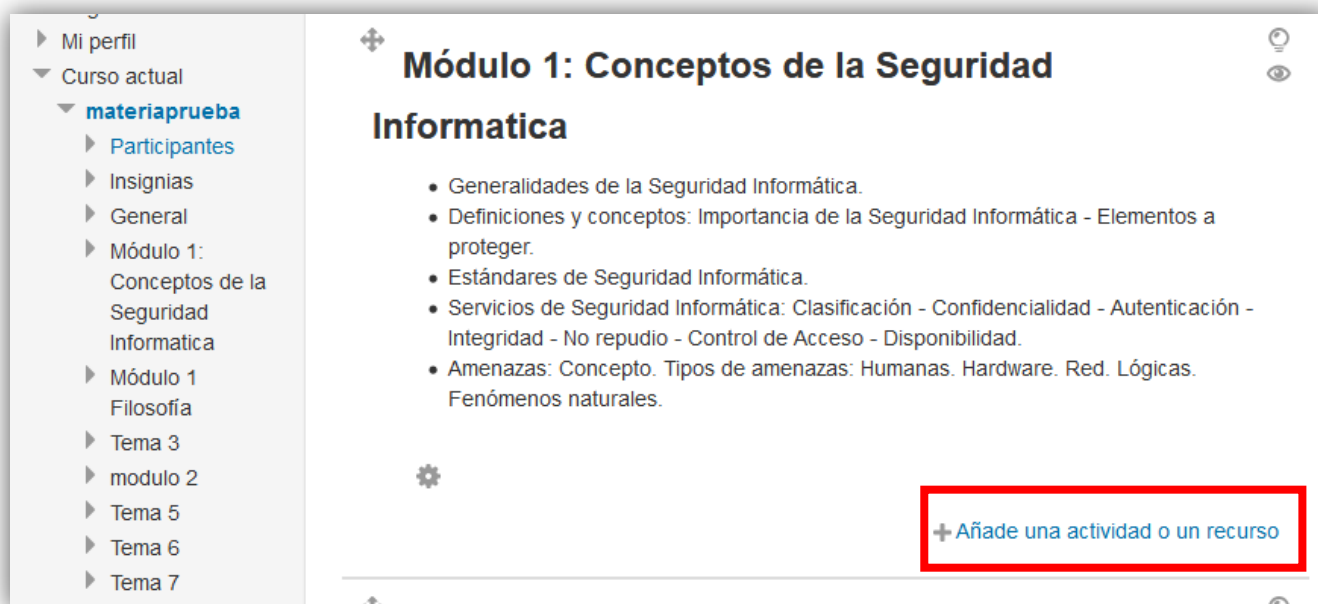 Mi perfil
Curso actual
materiaprueba
Participantes
Insignias
General
Módulo 1:
Conceptos de la
Seguridad
Informatica
Módulo 1
Filosofía
Tema 3
modulo 2
Tema 5
Tema 6
Tema 7
Módulo 1: Conceptos de la Seguridad
Informatica
Generalidades de la Seguridad Informática.
Definiciones y conceptos: Importancia de la Seguridad Informática - Elementos a
proteger.
Estándares de Seguridad Informática.
Servicios de Seguridad Informática: Clasificación - Confidencialidad - Autenticación -
Integridad - No repudio - Control de Acceso - Disponibilidad.
Amenazas: Concepto. Tipos de amenazas: Humanas. Hardware. Red. Lógicas.
Fenómenos naturales.
Añade una actividad o un recurso